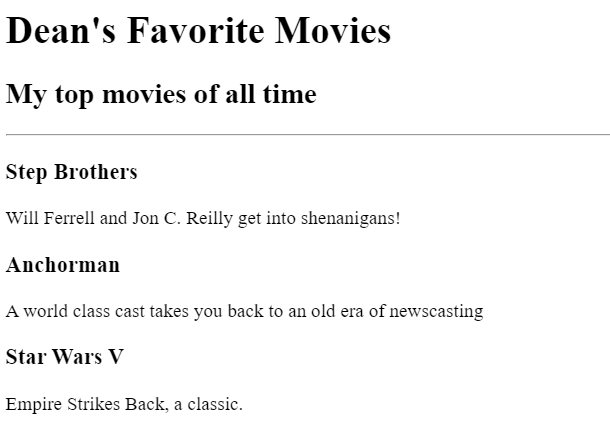 Dean's Favorite Movies
My top movies of all time
Step Brothers
Will Ferrell and Jon C. Reilly get into shenanigans!
Anchorman
A world class cast takes you back to an old era of newscasting
Star Wars V
Empire Strikes Back, a classic.